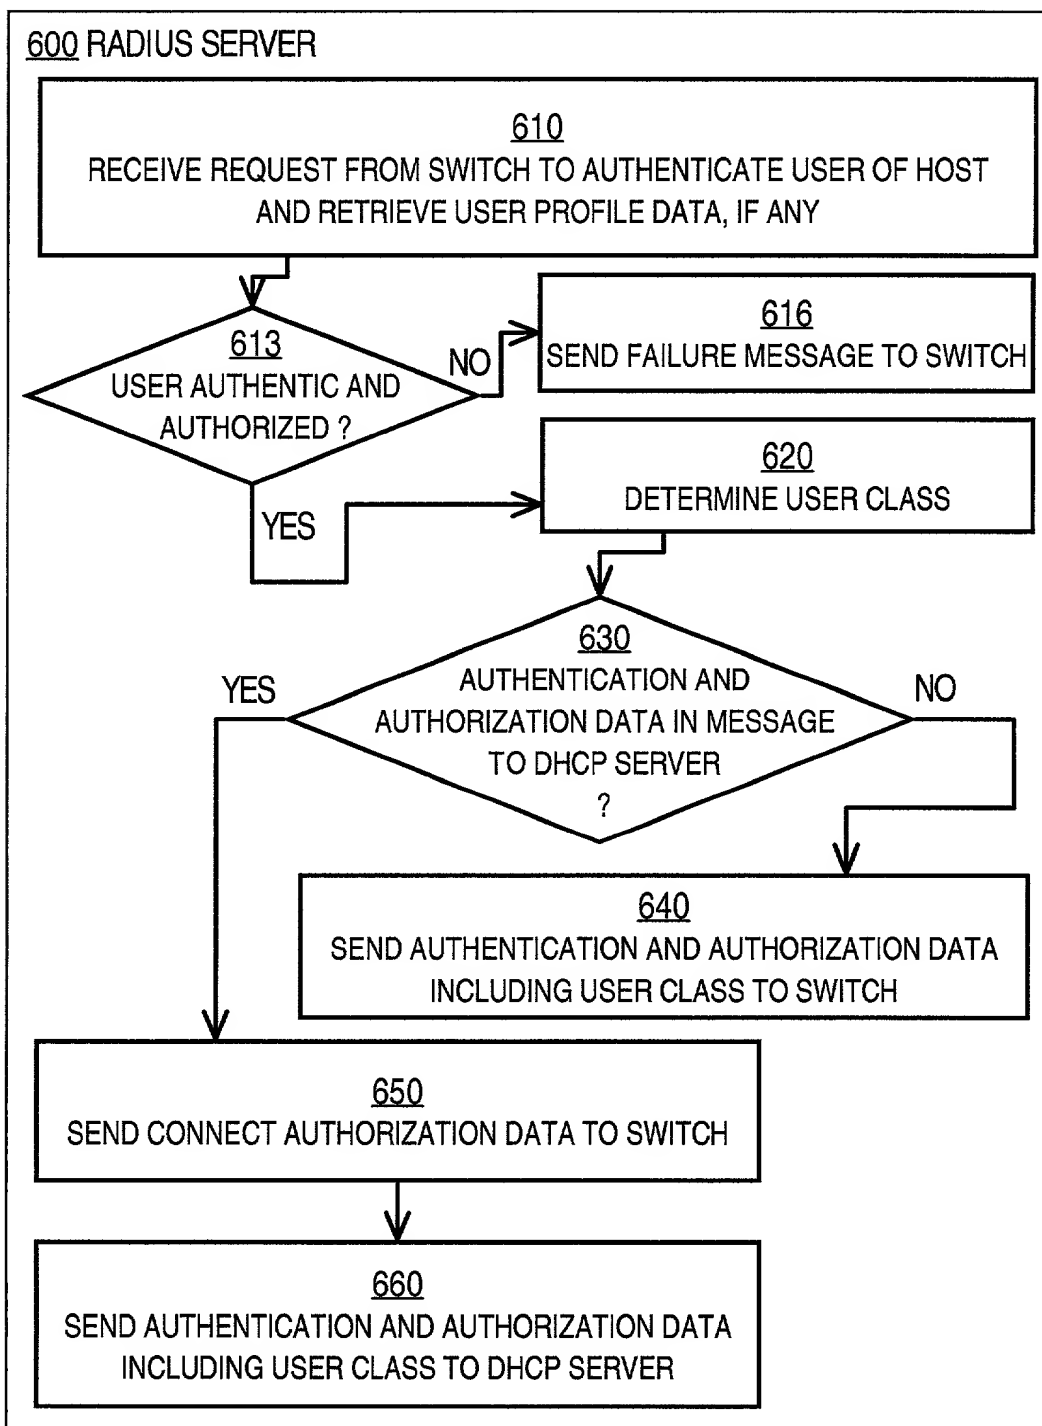 600 RADIUS SERVER
610
RECEIVE REQUEST FROM SWITCH TO AUTHENTICATE USER OF HOST
AND RETRIEVE USER PROFILE DATA, IF ANY
613
USER AUTHENTIC AND
AUTHORIZED ?
NO
616
SEND FAILURE MESSAGE TO SWITCH
YES
620
DETERMINE USER CLASS
630
AUTHENTICATION AND
AUTHORIZATION DATA IN MESSAGE
TO DHCP SERVER
?
YES
NO
640
SEND AUTHENTICATION AND AUTHORIZATION DATA
INCLUDING USER CLASS TO SWITCH
650
SEND CONNECT AUTHORIZATION DATA TO SWITCH
660
SEND AUTHENTICATION AND AUTHORIZATION DATA
INCLUDING USER CLASS TO DHCP SERVER